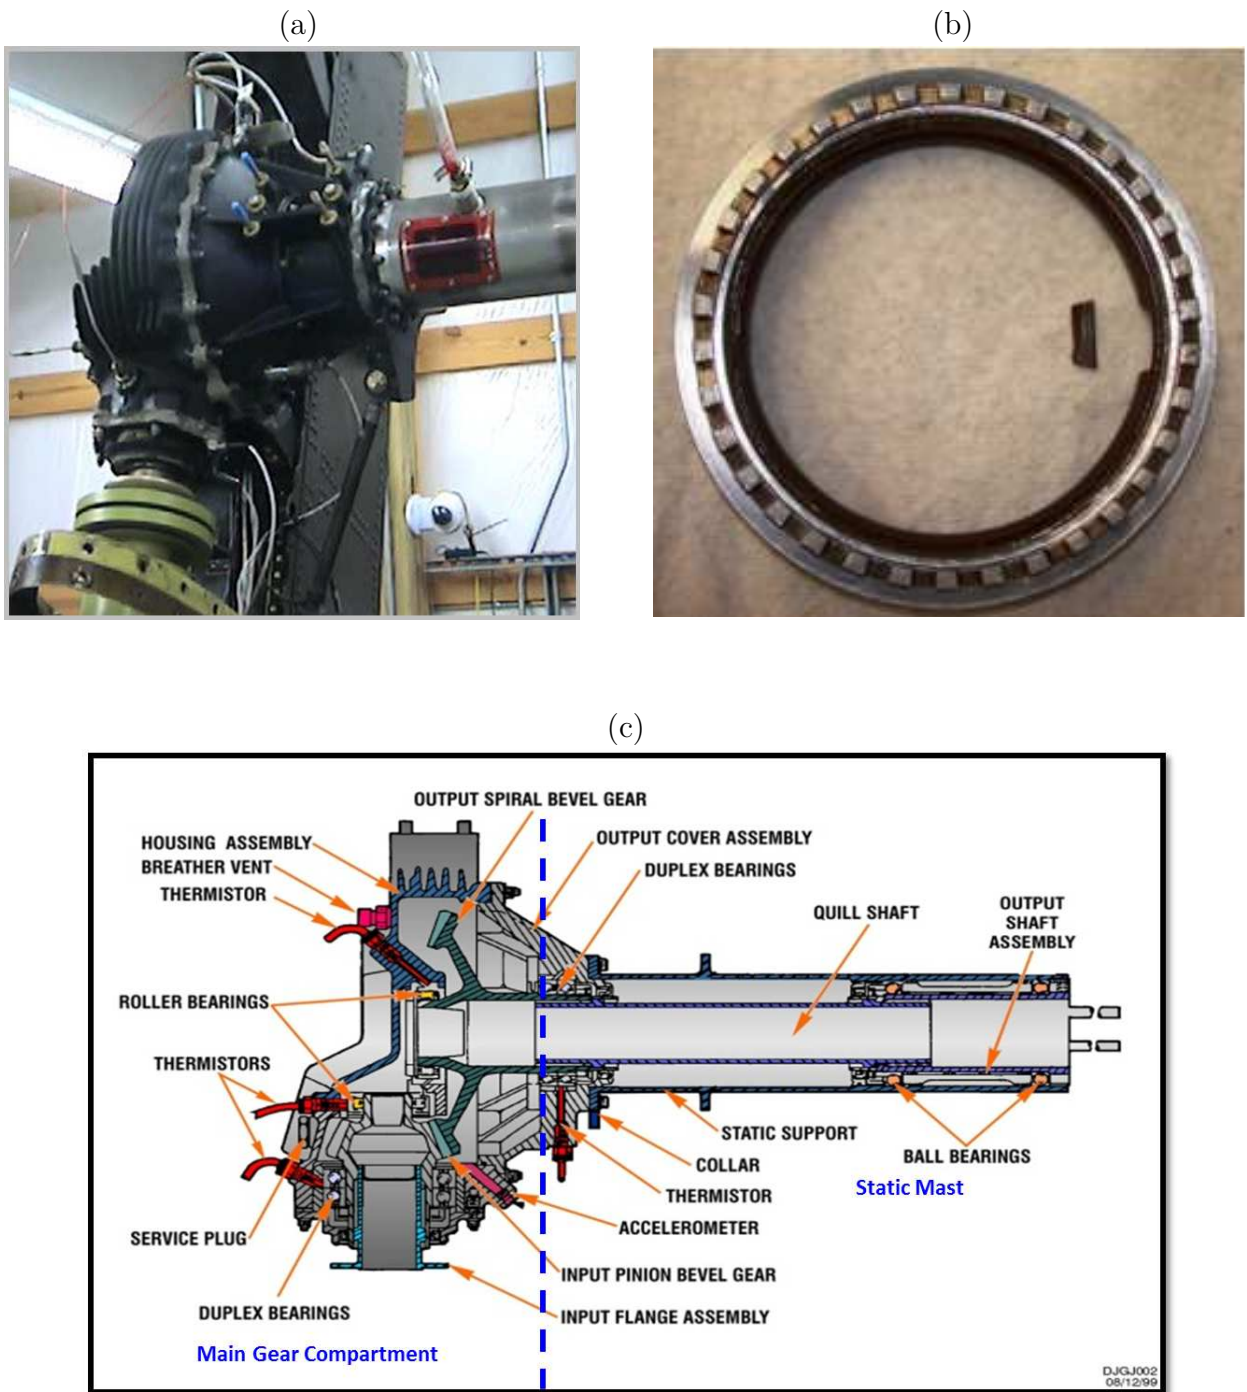 (a)
(b)
(c)
OUTPUT SPIRAL BEVEL GEAR
HOUSING ASSEMBLY
BREATHER VENT
THERMISTOR
OUTPUT COVER ASSEMBLY
DUPLEX BEARINGS
QUILL SHAFT
OUTPUT
SHAFT
ASSEMBLY
ROLLER BEARINGS
THERMISTORS
STATIC SUPPORT
COLLAR
THERMISTOR
ACCELEROMETER
BALL BEARINGS
Static Mast
SERVICE PLUG
INPUT PINION BEVEL GEAR
DUPLEX BEARINGS
INPUT FLANGE ASSEMBLY
Main Gear Compartment
DJGJ002
08/12/99